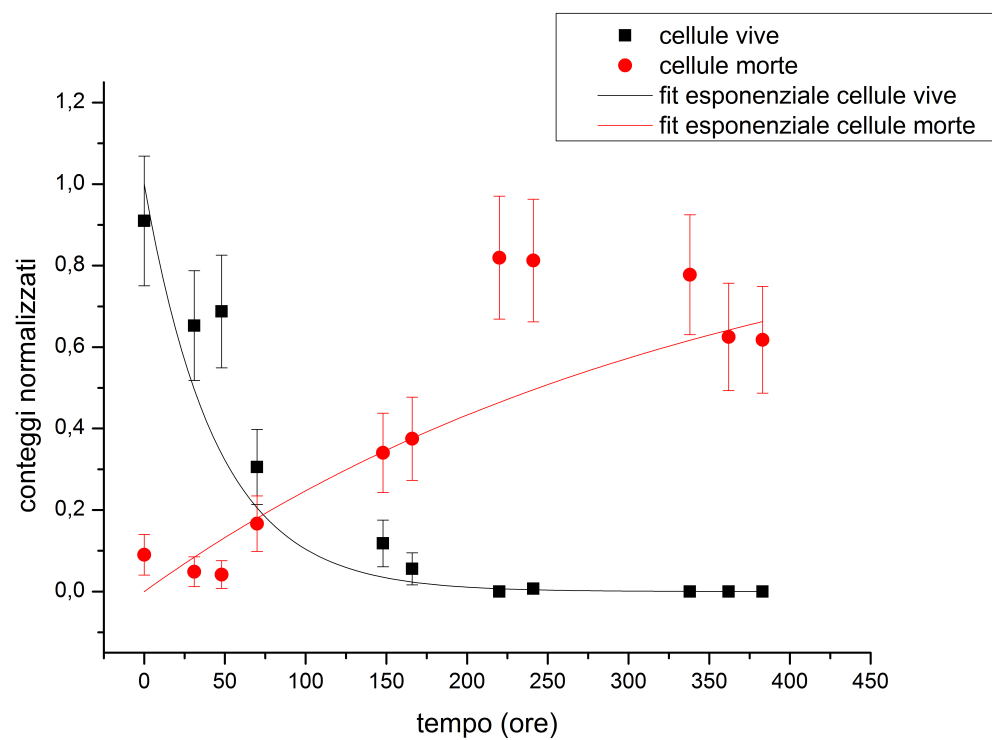 cellule vive
cellule morte
fit esponenziale cellule vive
fit esponenziale cellule morte
1,2
1,0
0,8
0,6
0,4
0,2
0,0
conteggi normalizzati
0 50 100 150 200 250 300 350 400 450
tempo (ore)